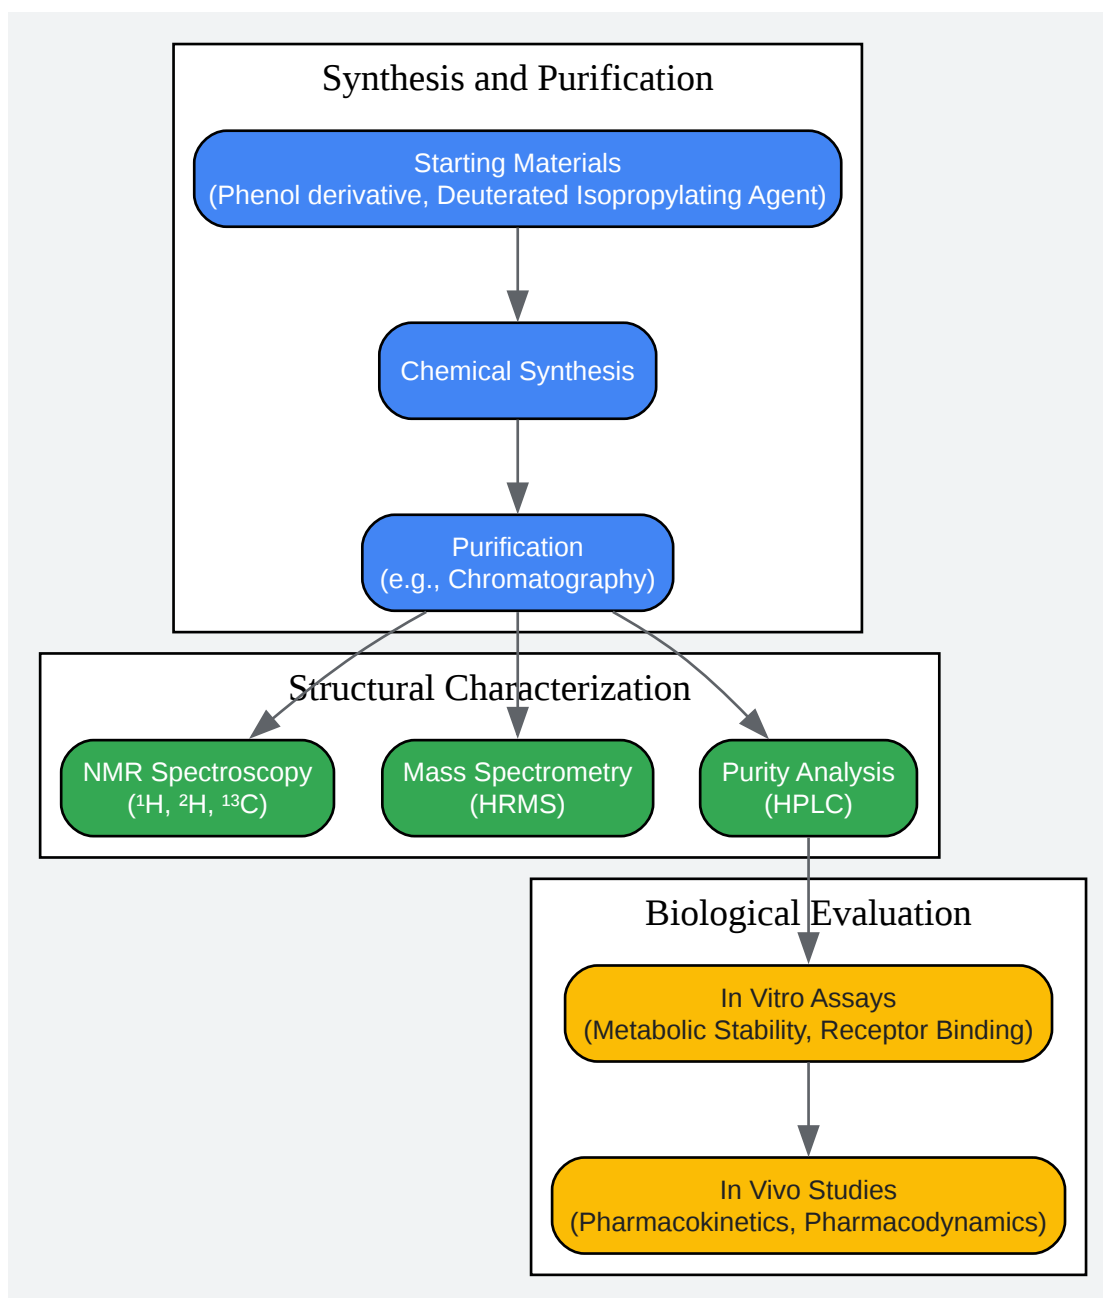 Synthesis and Purification
Starting Materials
(Phenol derivative, Deuterated Isopropylating Agent)
Chemical Synthesis
Purification
(e.g., Chromatography)
Structural Characterization
NMR Spectroscopy
(¹H, ²H, ¹³C)
Mass Spectrometry
(HRMS)
Purity Analysis
(HPLC)
Biological Evaluation
In Vitro Assays
(Metabolic Stability, Receptor Binding)
In Vivo Studies
(Pharmacokinetics, Pharmacodynamics)